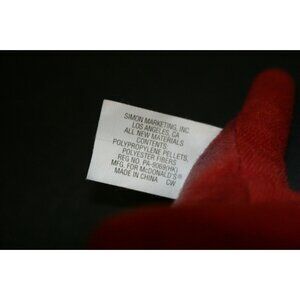 SIMON MARKETING, INC
LOS ANGELES, CA
ALL NEW MATERIALS
CONTENTS:
POLYPROPYLENE PELLETS,
POLYESTER FIBERS
REG NO. PA-5069(HK)
MFG. FOR McDONALD'S®
MADE IN CHINA CW